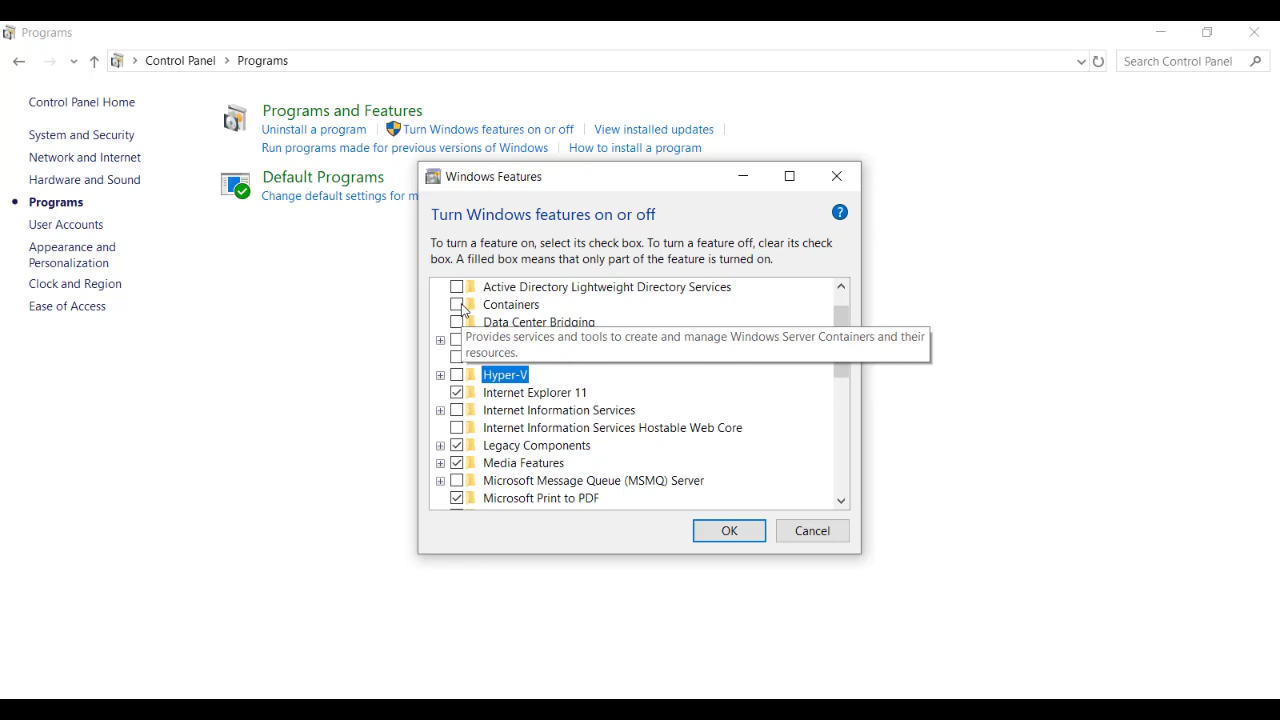 Programs
Control Panel > Programs
Search Control Panel
Control Panel Home
System and Security
Network and Internet
Hardware and Sound
Programs
User Accounts
Appearance and
Personalization
Clock and Region
Ease of Access
Programs and Features
Uninstall a program
Turn Windows features on or off
View installed updates
Run programs made for previous versions of Windows
How to install a program
Default Programs
Change default settings for m
Windows Features
Turn Windows features on or off
?
To turn a feature on, select its check box. To turn a feature off, clear its check
box. A filled box means that only part of the feature is turned on.
Active Directory Lightweight Directory Services
Containers
Data Center Bridging
Provides services and tools to create and manage Windows Server Containers and their
resources.
Hyper-V
Internet Explorer 11
Internet Information Services
Internet Information Services Hostable Web Core
Legacy Components
Media Features
Microsoft Message Queue (MSMQ) Server
Microsoft Print to PDF
OK
Cancel